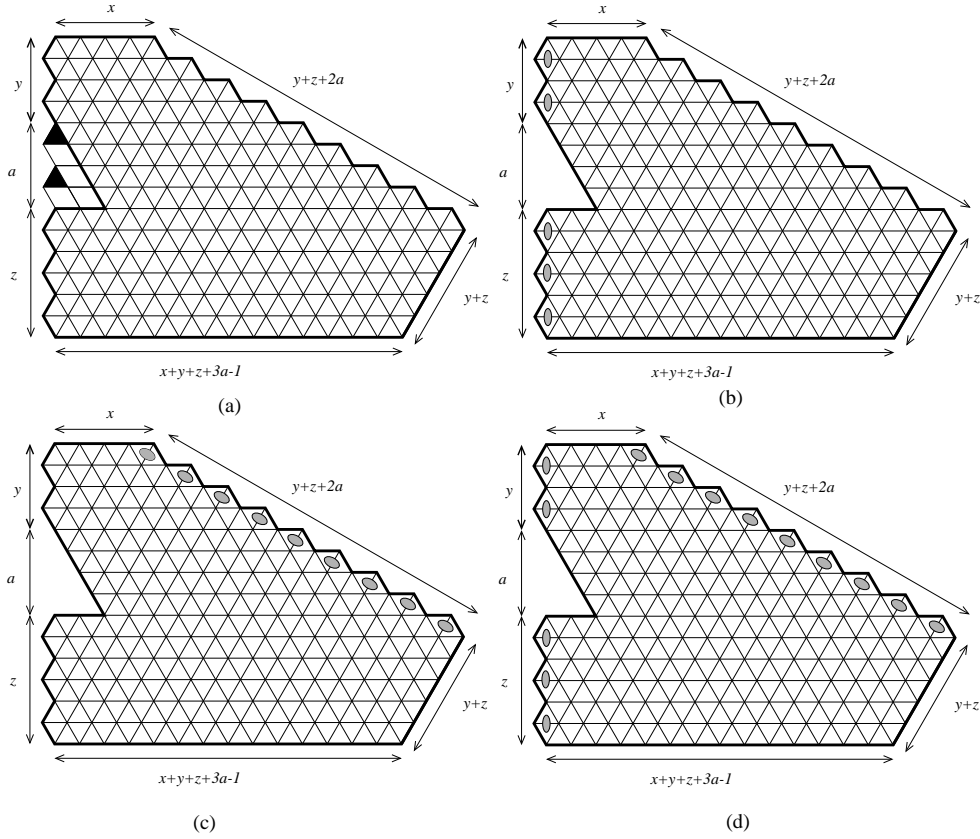 x
y+z+2a
y
a
z
y+z
x+y+z+3a-1
(a)
x
y+z+2a
y
a
z
y+z
x+y+z+3a-1
(b)
x
y+z+2a
y
a
z
y+z
x+y+z+3a-1
(c)
x
y+z+2a
y
a
z
y+z
x+y+z+3a-1
(d)